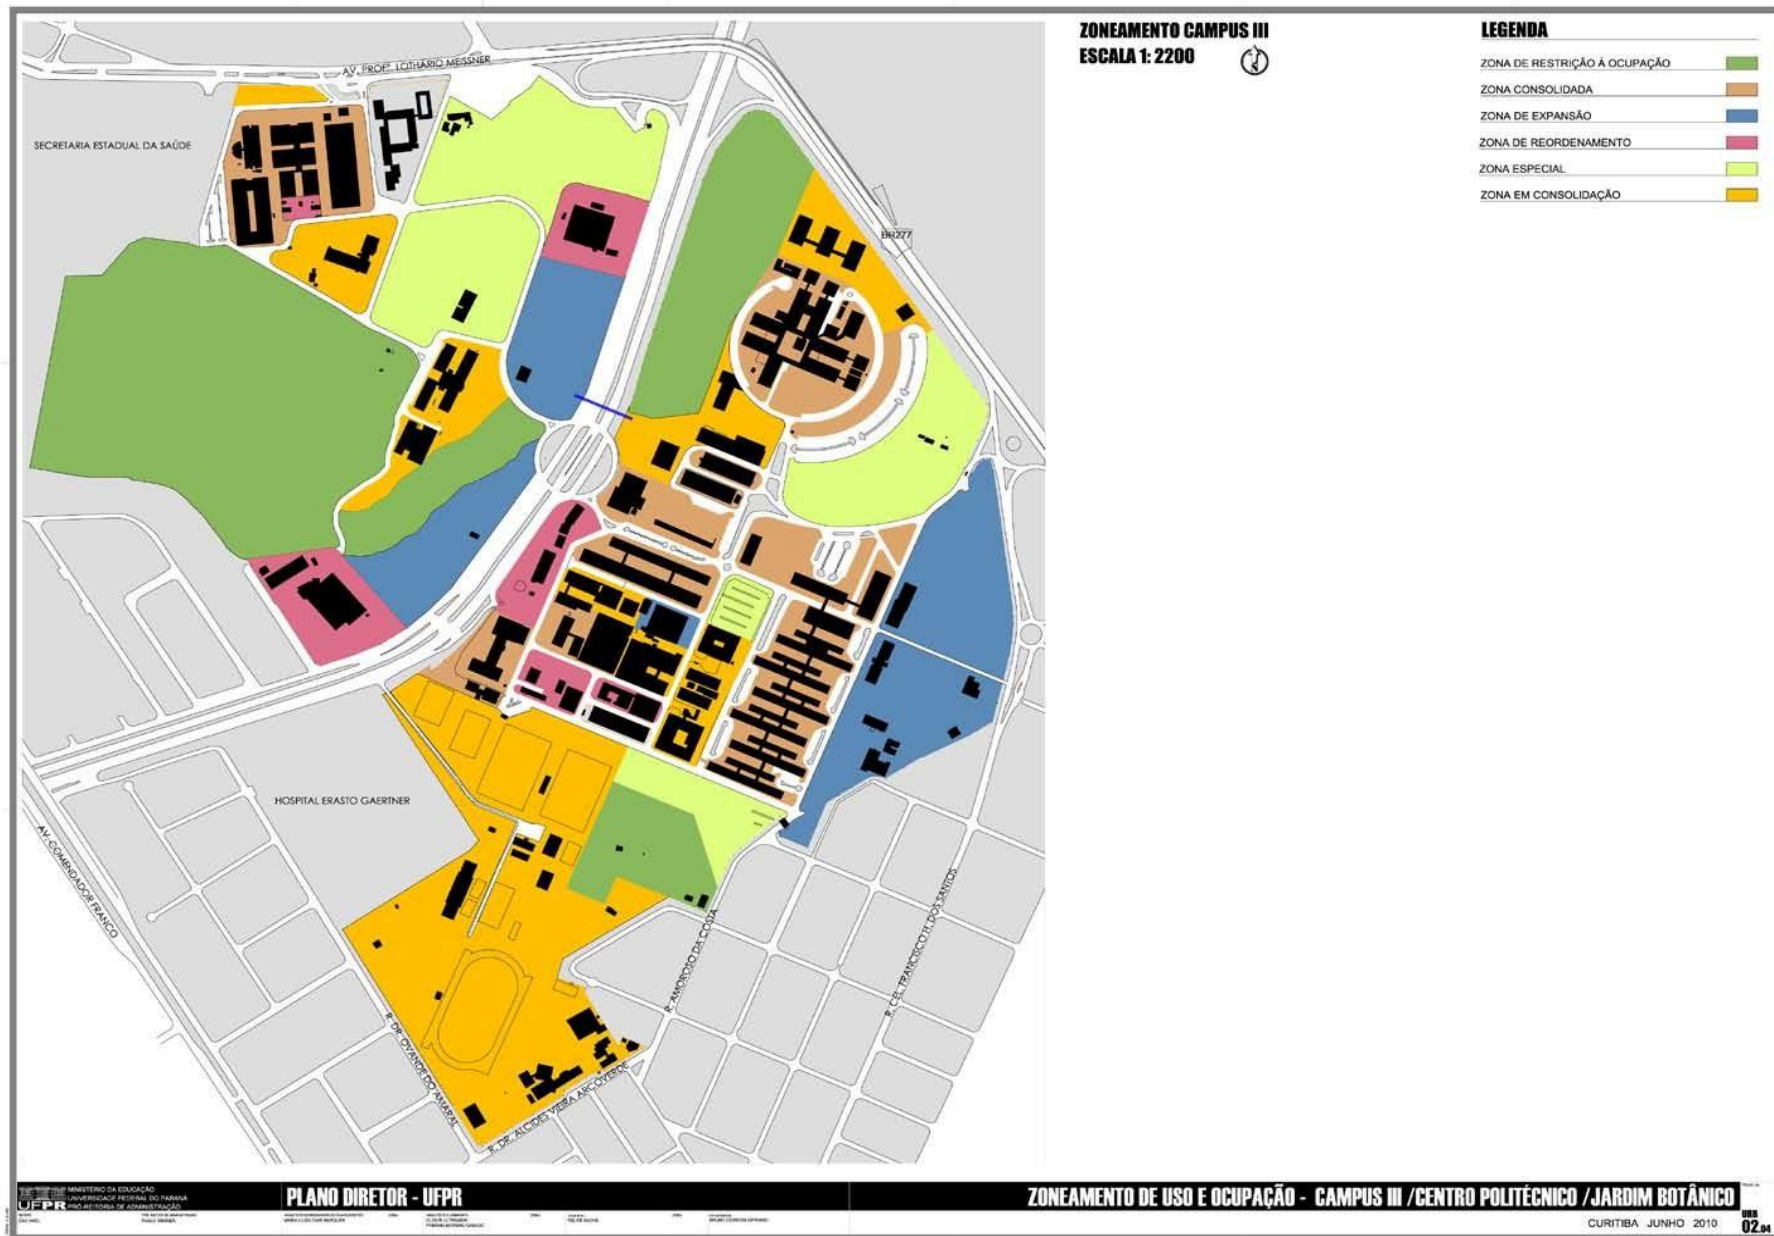 ZONEAMENTO CAMPUS III
ESCALA 1: 2200
LEGENDA
ZONA DE RESTRIÇÃO À OCUPAÇÃO
ZONA CONSOLIDADA
ZONA DE EXPANSÃO
ZONA DE REORDENAMENTO
ZONA ESPECIAL
ZONA EM CONSOLIDAÇÃO
AV. PROFº. LOTHÁRIO MEISSNER
SECRETARIA ESTADUAL DA SAÚDE
BR277
HOSPITAL ERASTO GAERTNER
AV. COMENDADOR FRANCO
R. DR. OVANDE DO AMARAL
R. DR. ALCIDES VIEIRA ARCOVERDE
R. AMOROSO DA COSTA
R. CEL. FRANCISCO H. DOS SANTOS
MINISTÉRIO DA EDUCAÇÃO
UNIVERSIDADE FEDERAL DO PARANÁ
UFPR PRÓ-REITORIA DE ADMINISTRAÇÃO
PLANO DIRETOR - UFPR
ZONEAMENTO DE USO E OCUPAÇÃO - CAMPUS III /CENTRO POLITÉCNICO /JARDIM BOTÂNICO
CURITIBA JUNHO 2010
URB
02.04